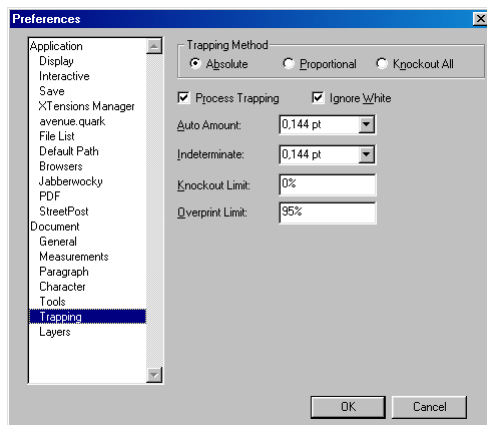 Preferences
Application
Display
Interactive
Save
XTensions Manager
avenue.quark
File List
Default Path
Browsers
Jabberwocky
PDF
StreetPost
Document
General
Measurements
Paragraph
Character
Tools
Trapping
Layers
Trapping Method
Absolute Proportional Knockout All
Process Trapping Ignore White
Auto Amount: 0,144 pt
Indeterminate: 0,144 pt
Knockout Limit: 0%
Overprint Limit: 95%
OK Cancel